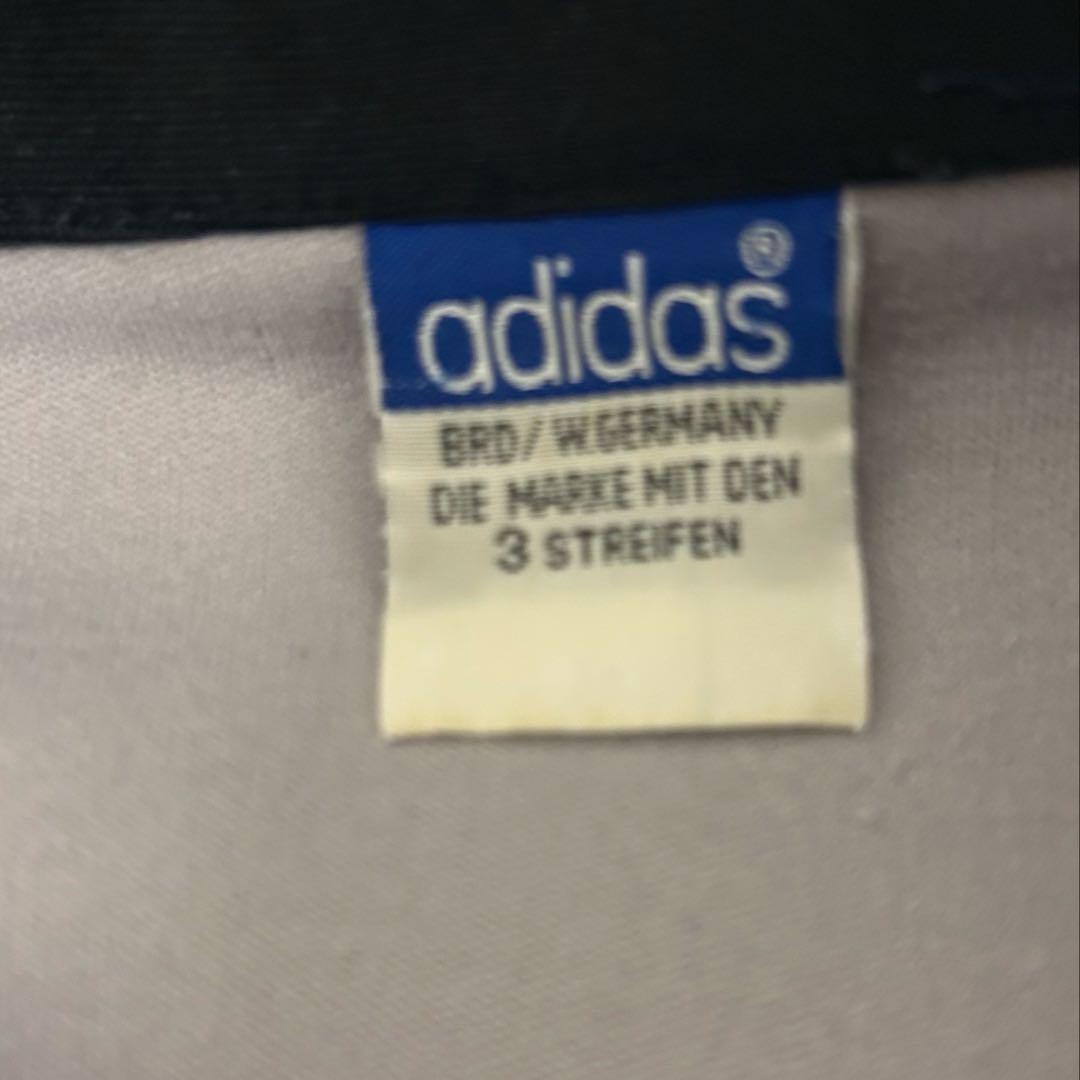 adidas®
BRD/W.GERMANY
DIE MARKE MIT DEN
3 STREIFEN